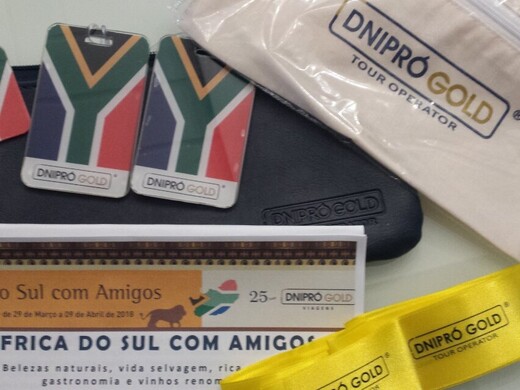 DNIPRÓ GOLD
TOUR OPERATOR
DNIPRÓ GOLD
DNIPRÓ GOLD
DNIPRÓ GOLD
o Sul com Amigos
de 29 de Março a 09 de Abril de 2018
25
DNIPRÓ GOLD
VIAGENS
FRICA DO SUL COM AMIGOS
Belezas naturais, vida selvagem, rica
gastronomia e vinhos renom
DNIPRÓ GOLD
TOUR OPERATOR
DNIPRÓ GOLD